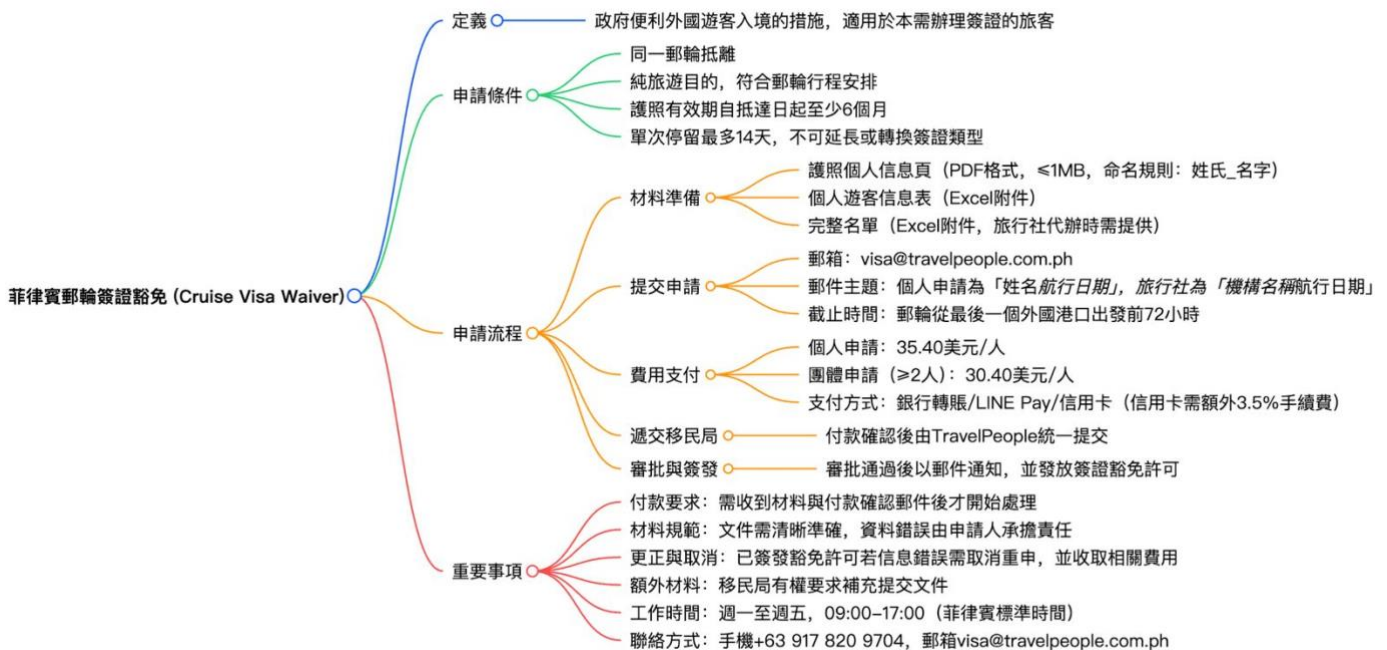 菲律賓郵輪簽證豁免 (Cruise Visa Waiver)
定義
政府便利外國遊客入境的措施，適用於本需辦理簽證的旅客
申請條件
同一郵輪抵離
純旅遊目的，符合郵輪行程安排
護照有效期自抵達日起至少6個月
單次停留最多14天，不可延長或轉換簽證類型
申請流程
材料準備
護照個人信息頁（PDF格式，≤1MB，命名規則：姓氏_名字）
個人遊客信息表（Excel附件）
完整名單（Excel附件，旅行社代辦時需提供）
提交申請
郵箱：visa@travelpeople.com.ph
郵件主題：個人申請為「姓名航行日期」，旅行社為「機構名稱航行日期」
截止時間：郵輪從最後一個外國港口出發前72小時
費用支付
個人申請：35.40美元/人
團體申請（≥2人）：30.40美元/人
支付方式：銀行轉賬/LINE Pay/信用卡（信用卡需額外3.5%手續費）
遞交移民局
付款確認後由TravelPeople統一提交
審批與簽發
審批通過後以郵件通知，並發放簽證豁免許可
重要事項
付款要求：需收到材料與付款確認郵件後才開始處理
材料規範：文件需清晰準確，資料錯誤由申請人承擔責任
更正與取消：已簽發豁免許可若信息錯誤需取消重申，並收取相關費用
額外材料：移民局有權要求補充提交文件
工作時間：週一至週五，09:00–17:00（菲律賓標準時間）
聯絡方式：手機+63 917 820 9704，郵箱visa@travelpeople.com.ph